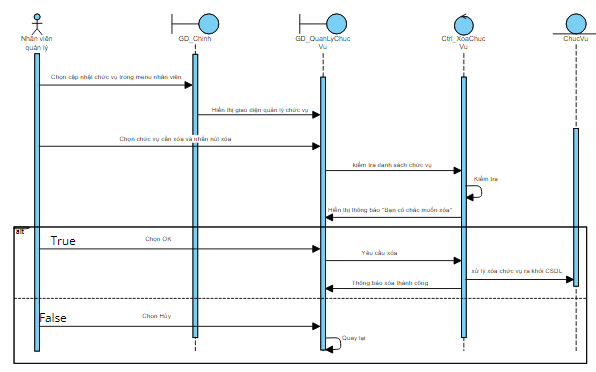 Nhân viên
quản lý
GD_Chinh
GD_QuanLyChuc
Vu
Ctrl_XoaChuc
Vu
ChucVu
Chọn cập nhật chức vụ trong menu nhân viên
Hiển thị giao diện quản lý chức vụ
Chọn chức vụ cần xóa và nhấn nút xóa
kiểm tra danh sách chức vụ
Kiểm tra
Hiển thị thông báo "Bạn có chắc muốn xóa"
alt
True
Chọn OK
Yêu cầu xóa
xử lý xóa chức vụ ra khỏi CSDL
Thông báo xóa thành công
False
Chọn Hủy
Quay lại